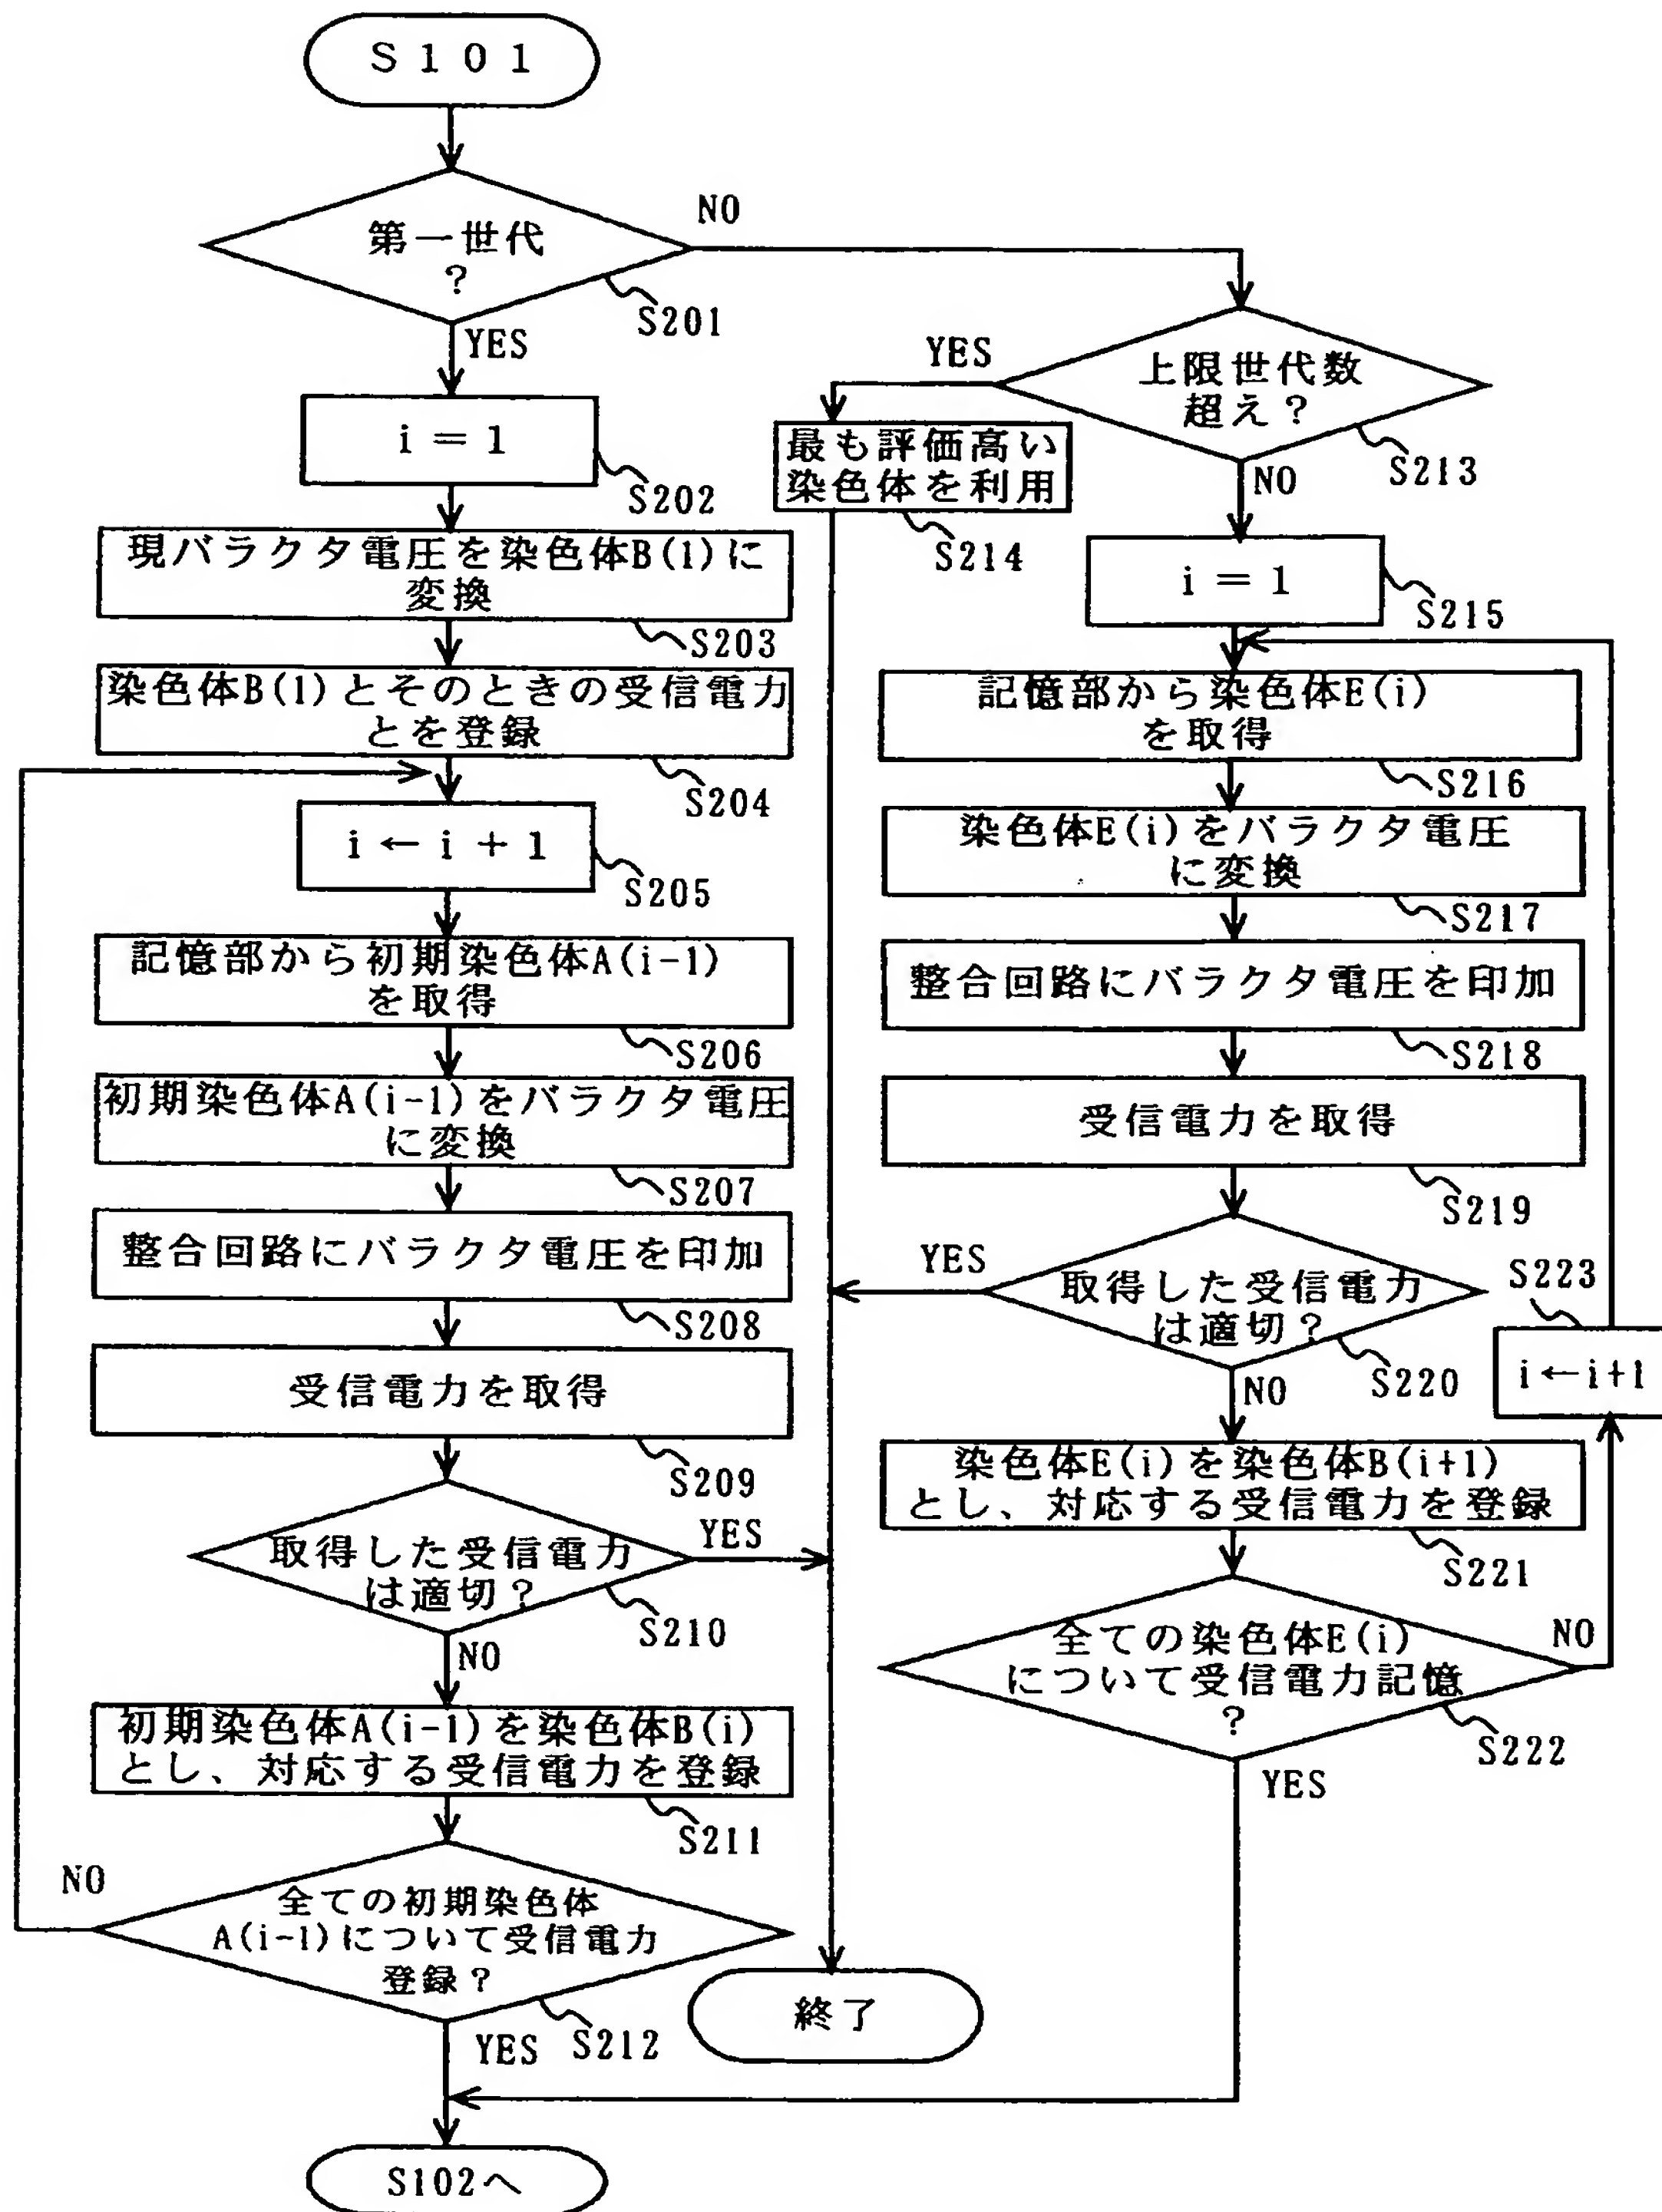 S101
第一世代
?
NO
S201
YES
i = 1
S202
現バラクタ電圧を染色体B(1)に
変換
S203
染色体B(1)とそのときの受信電力
とを登録
S204
i ← i + 1
S205
記憶部から初期染色体A(i-1)
を取得
S206
初期染色体A(i-1)をバラクタ電圧
に変換
S207
整合回路にバラクタ電圧を印加
S208
受信電力を取得
S209
取得した受信電力
は適切?
YES
S210
NO
初期染色体A(i-1)を染色体B(i)
とし、対応する受信電力を登録
S211
NO
全ての初期染色体
A(i-1)について受信電力
登録?
S212
YES
S102へ
上限世代数
超え?
YES
S213
NO
最も評価高い
染色体を利用
S214
i = 1
S215
記憶部から染色体E(i)
を取得
S216
染色体E(i)をバラクタ電圧
に変換
S217
整合回路にバラクタ電圧を印加
S218
受信電力を取得
S219
YES
取得した受信電力
は適切?
S220
NO
S223
i←i+1
染色体E(i)を染色体B(i+1)
とし、対応する受信電力を登録
S221
全ての染色体E(i)
について受信電力記憶
?
NO
S222
YES
終了